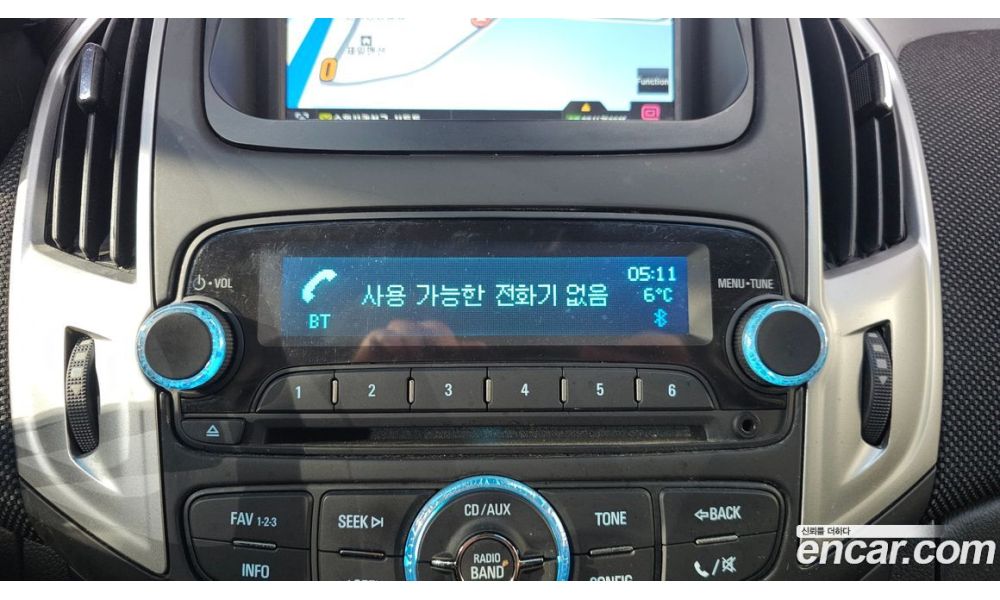 Function
⏻•VOL
사용 가능한 전화기 없음
BT
05:11
6°C
MENU•TUNE
1 2 3 4 5 6
FAV 1-2-3
SEEK
CD/AUX
TONE
BACK
INFO
RADIO
BAND
CONFIG
신뢰를 더하다
encar.com